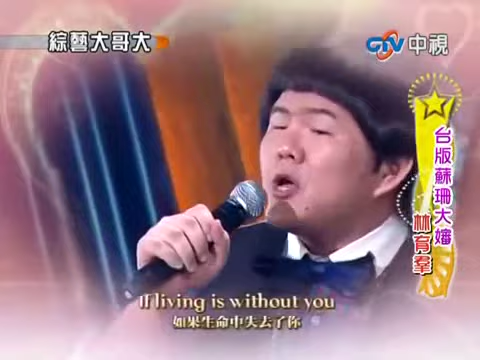 綜藝大哥大
CTV中視
台版蘇珊大嬸
林育羣
If living is without you
如果生命中失去了你